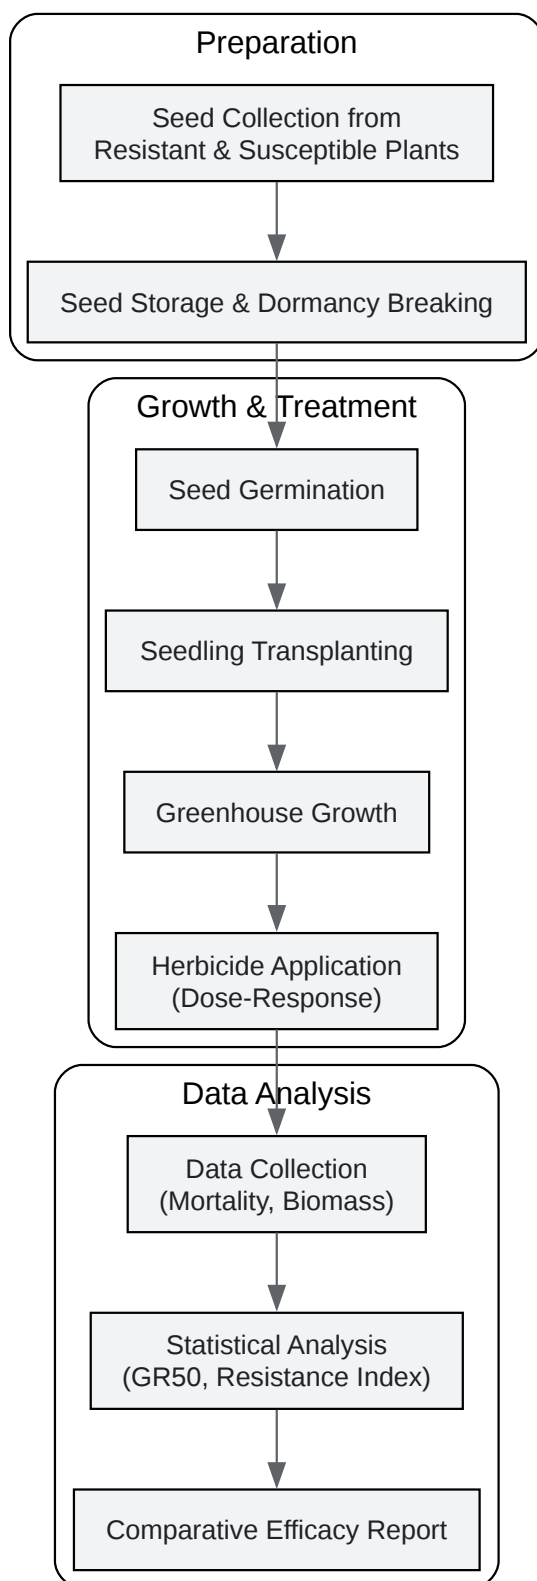 Preparation
Seed Collection from
Resistant & Susceptible Plants
Seed Storage & Dormancy Breaking
Growth & Treatment
Seed Germination
Seedling Transplanting
Greenhouse Growth
Herbicide Application
(Dose-Response)
Data Analysis
Data Collection
(Mortality, Biomass)
Statistical Analysis
(GR50, Resistance Index)
Comparative Efficacy Report